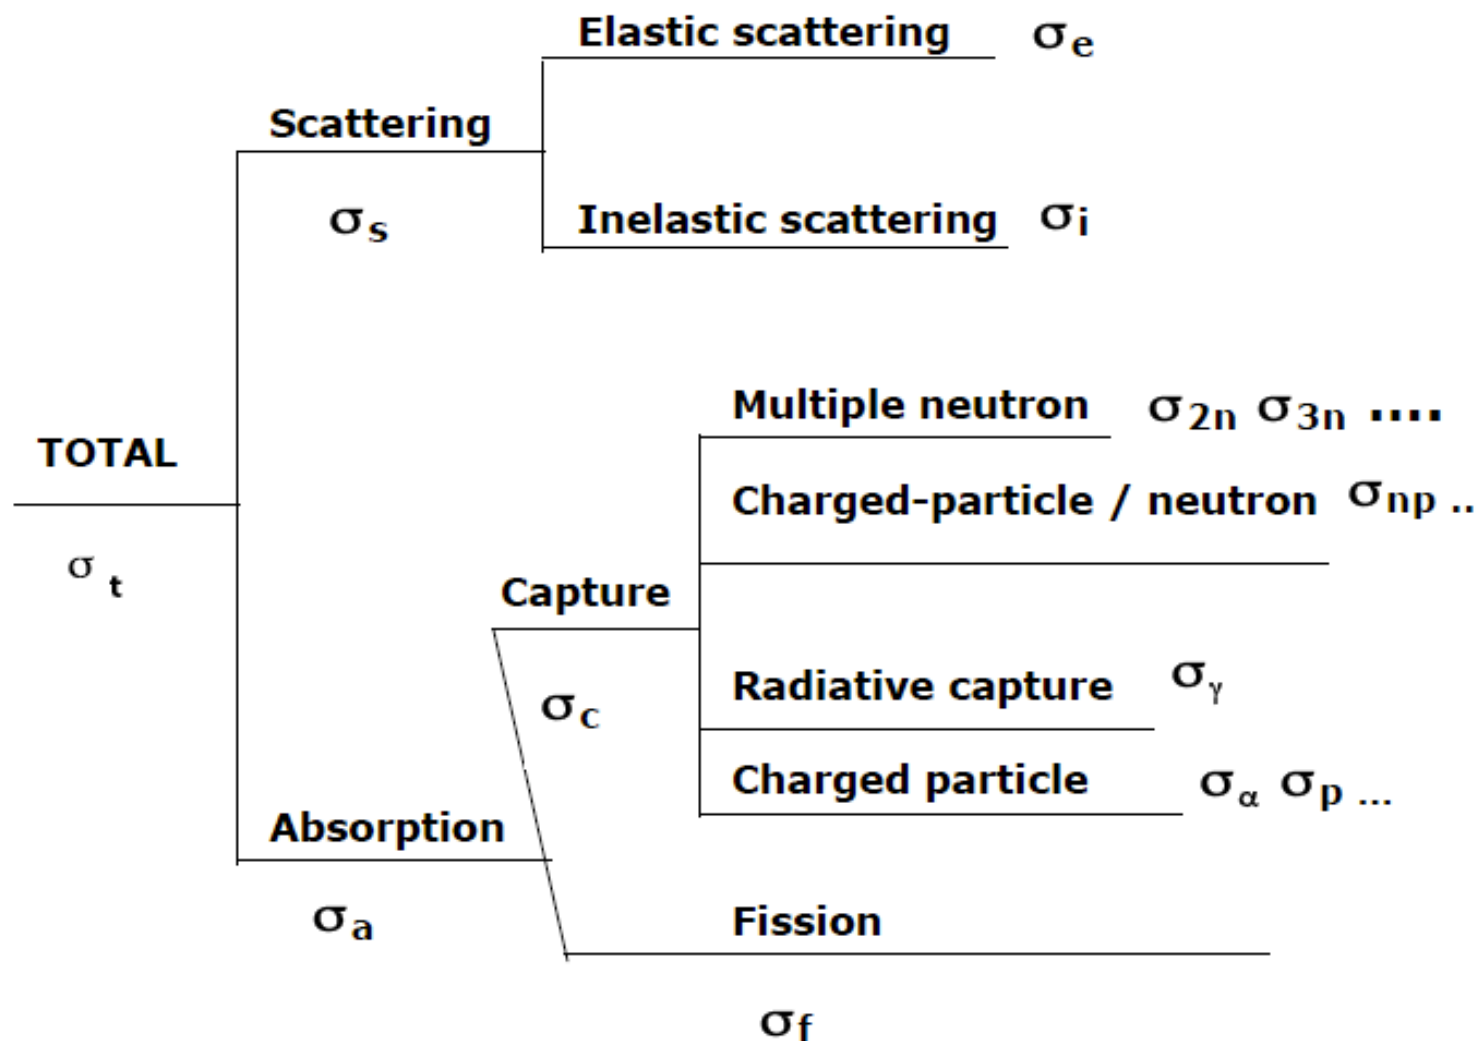 Elastic scattering σe
Scattering
σs
Inelastic scattering σi
Multiple neutron σ2n σ3n ....
TOTAL
σ t
Charged-particle / neutron σnp ..
Capture
σc
Radiative capture σγ
Charged particle σα σp ...
Absorption
σa
Fission
σf